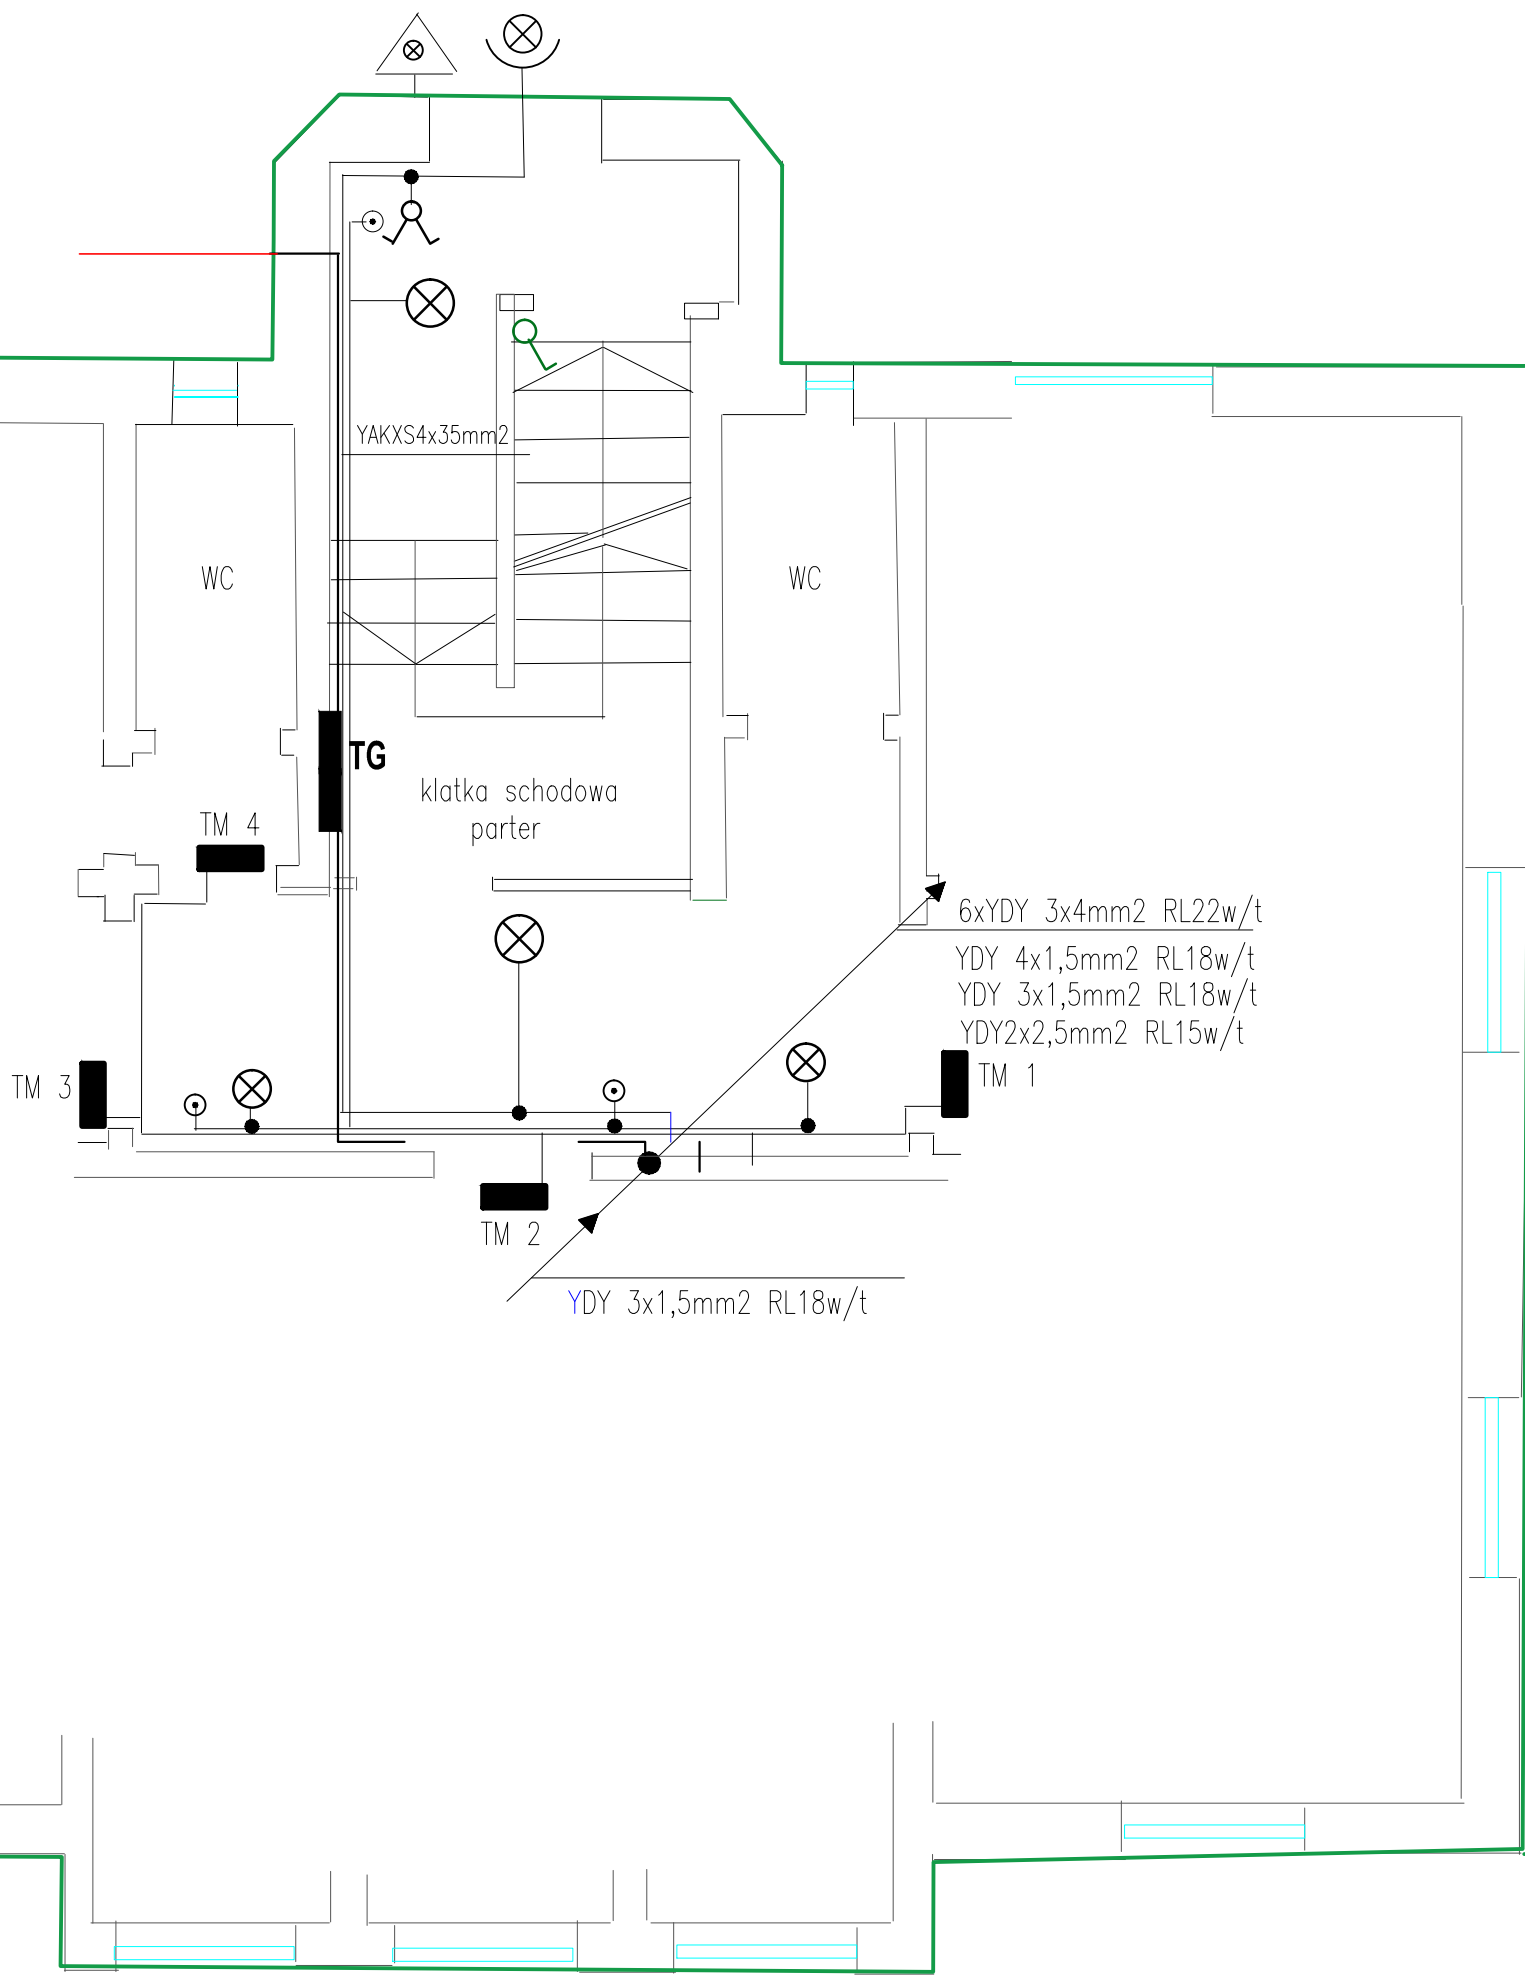 YAKXS4x35mm2
WC
WC
TG
klatka schodowa
parter
TM 4
6xYDY 3x4mm2 RL22w/t
YDY 4x1,5mm2 RL18w/t
YDY 3x1,5mm2 RL18w/t
YDY2x2,5mm2 RL15w/t
TM 3
TM 1
TM 2
YDY 3x1,5mm2 RL18w/t